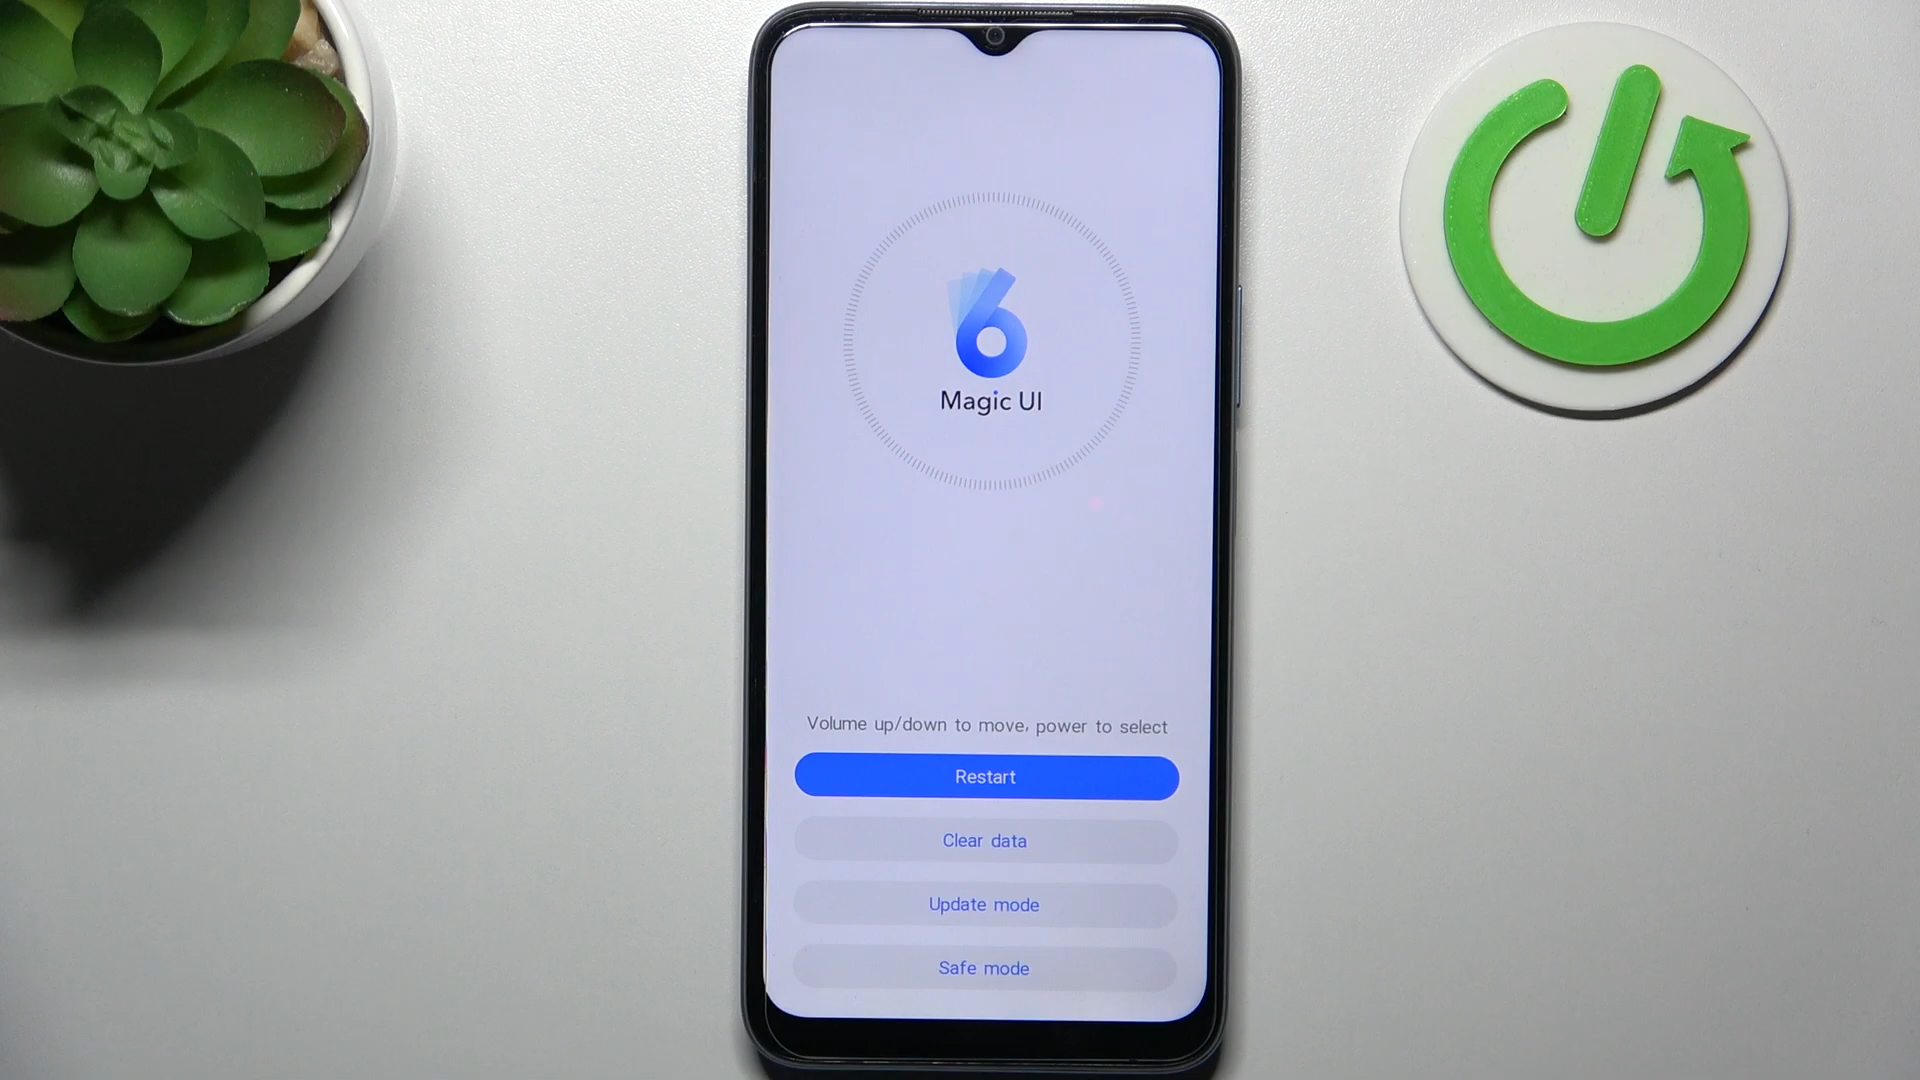 6
Magic UI
Volume up/down to move, power to select
Restart
Clear data
Update mode
Safe mode